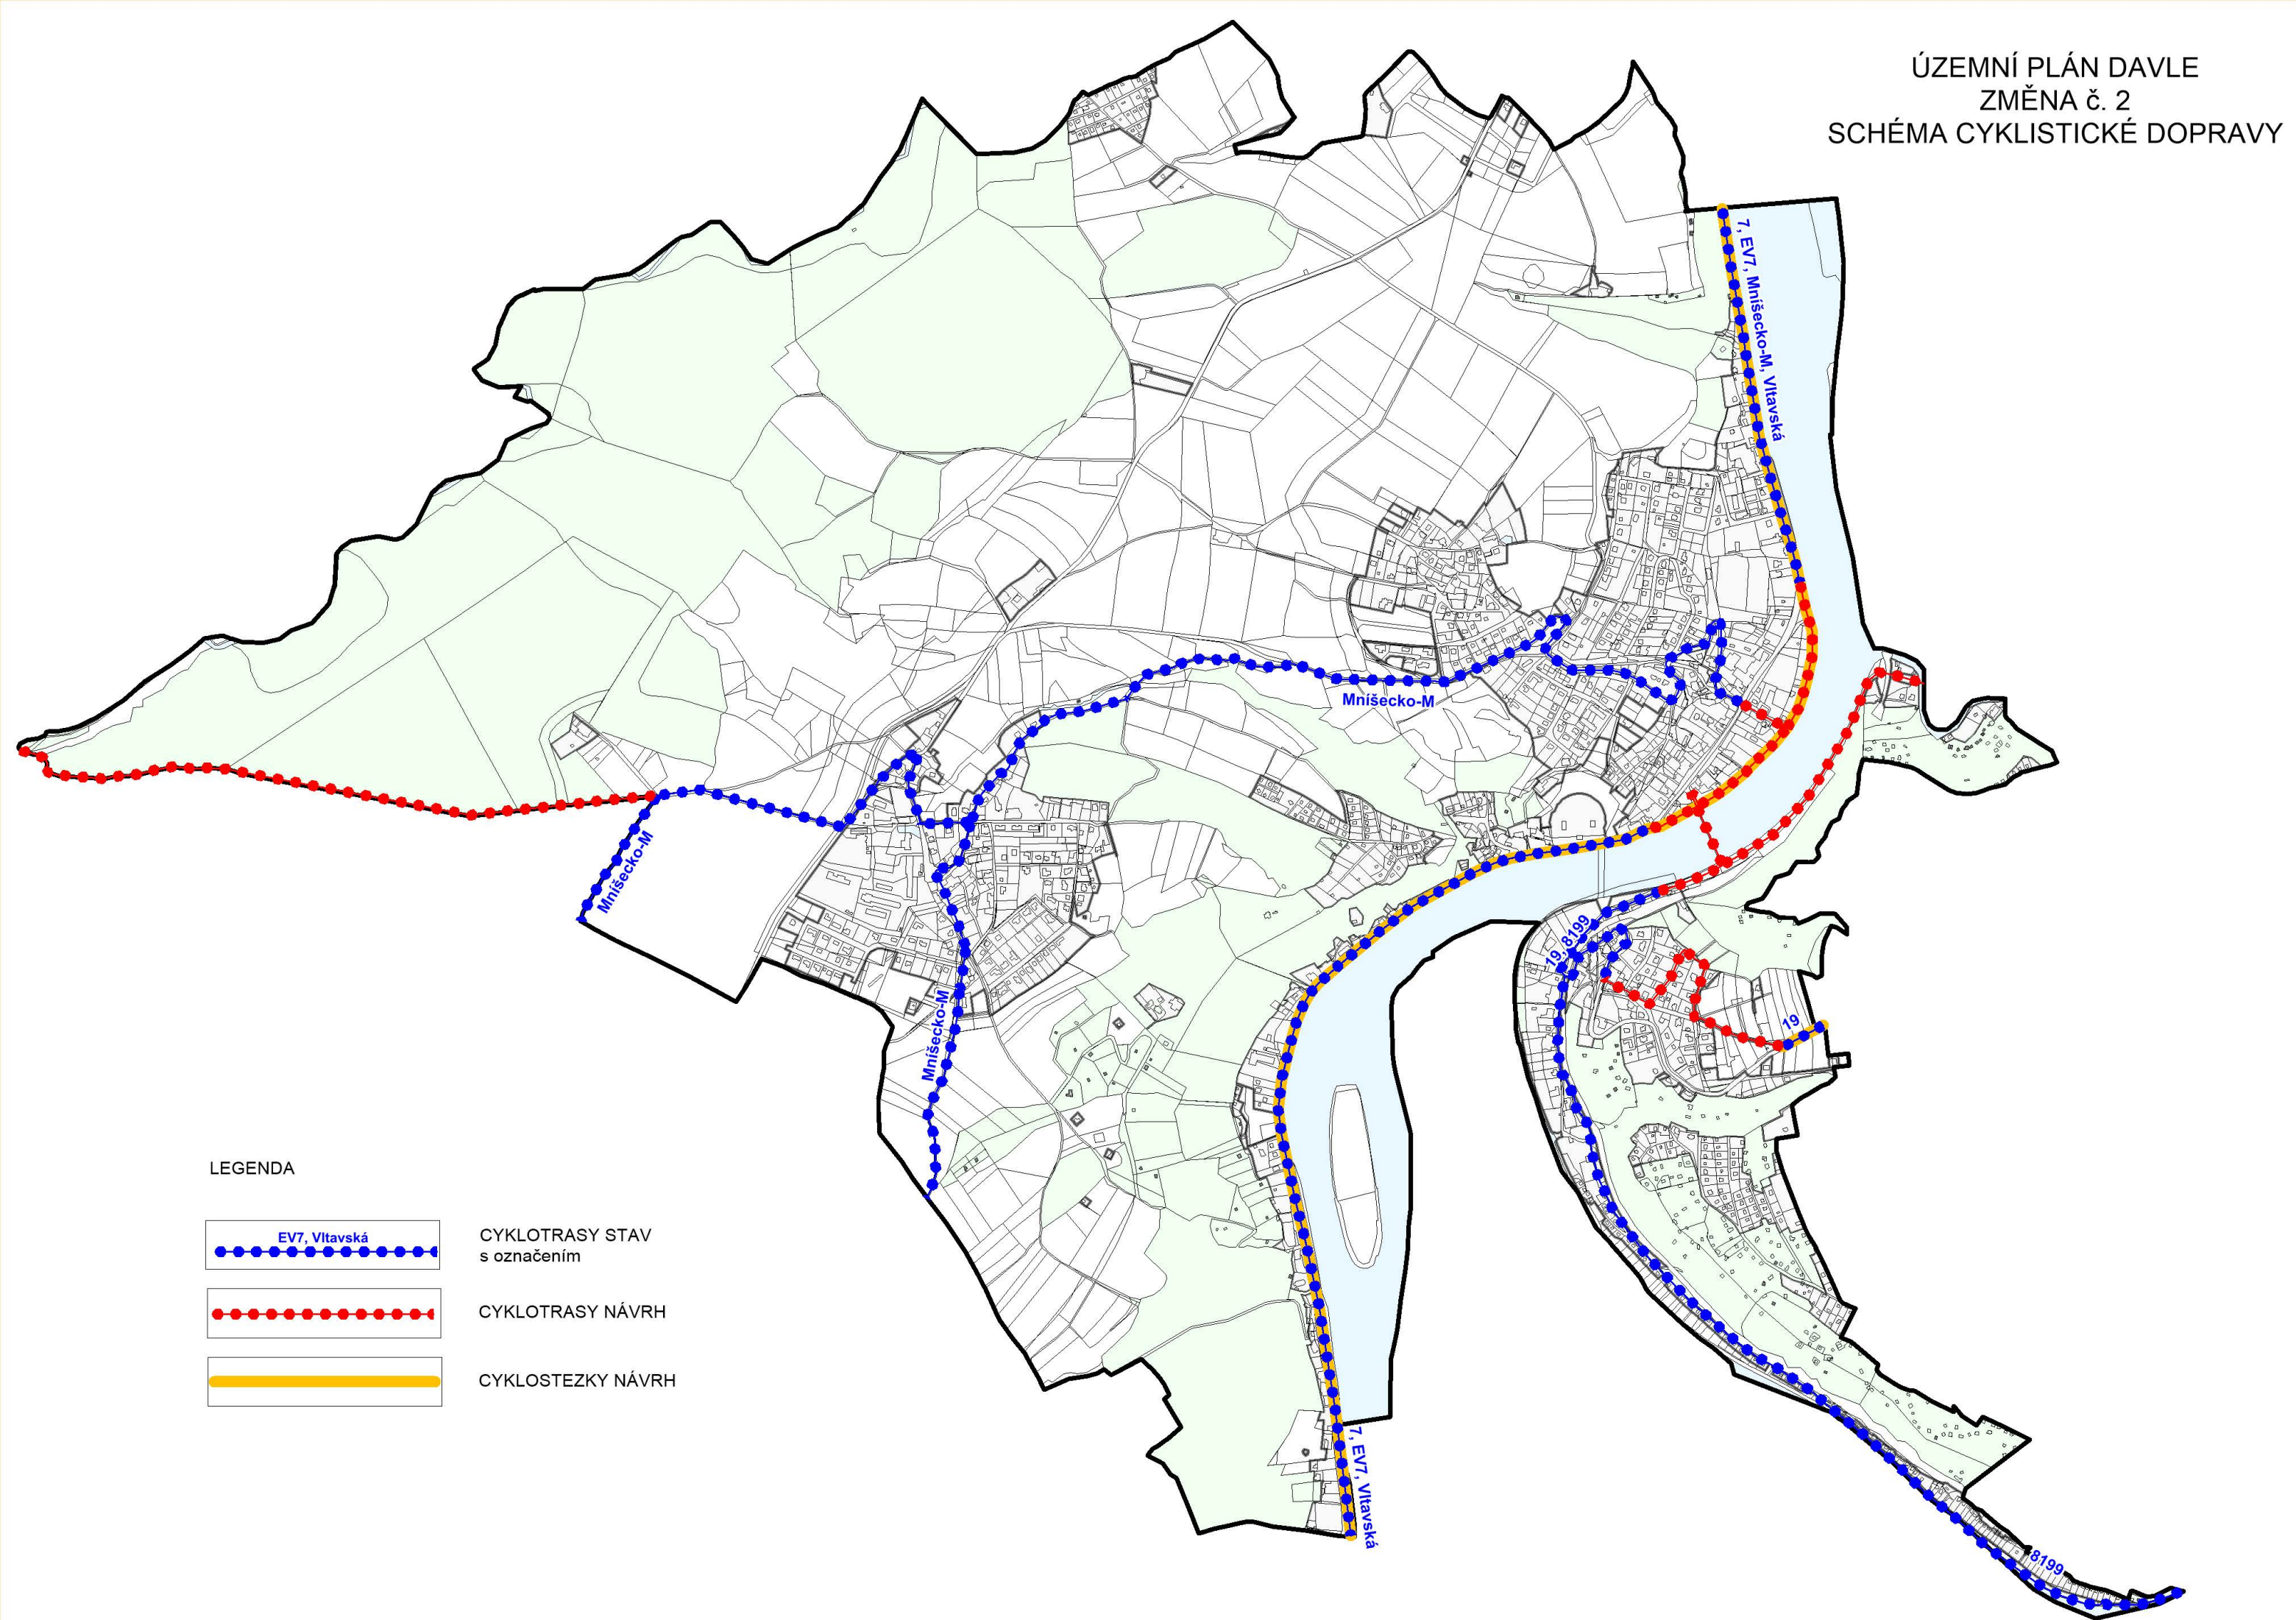 ÚZEMNÍ PLÁN DAVLE
ZMĚNA č. 2
SCHÉMA CYKLISTICKÉ DOPRAVY
7, EV7, Mníšecko-M, Vltavská
Mníšecko-M
Mníšecko-M
19, 8199
Mníšecko-M
19
7, EV7, Vltavská
8199
LEGENDA
EV7, Vltavská
CYKLOTRASY STAV
s označením
CYKLOTRASY NÁVRH
CYKLOSTEZKY NÁVRH